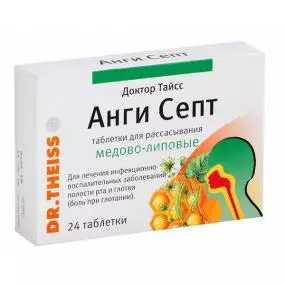 Доктор Тайсс
Анги Септ
таблетки для рассасывания
медово-липовые
Для лечения инфекционно-
воспалительных заболеваний
полости рта и глотки
(боль при глотании).
24 таблетки
DR.THEISS